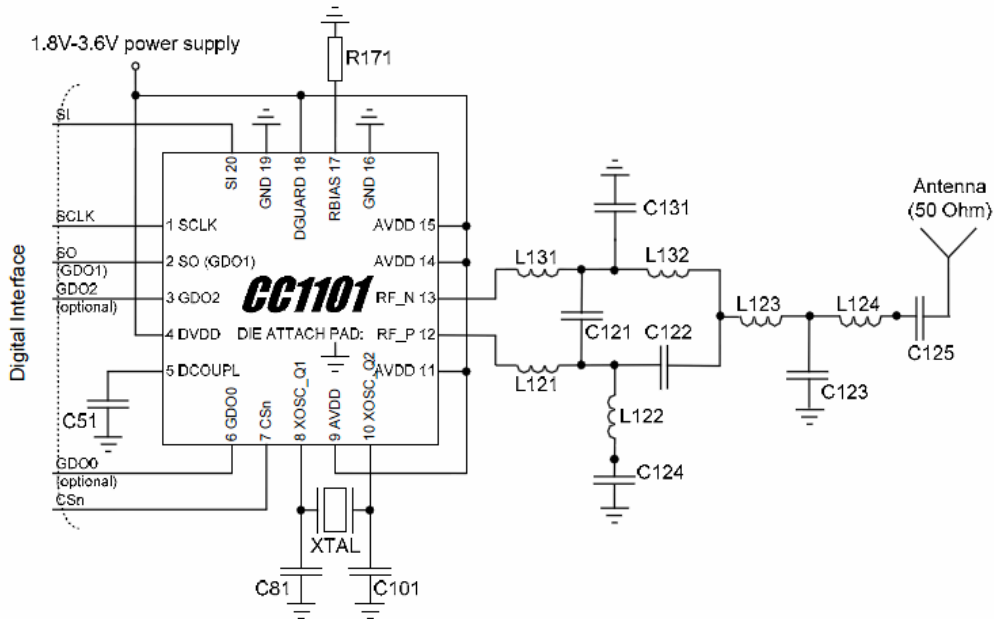 1.8V-3.6V power supply
R171
SI
SI 20
GND 19
DGUARD 18
RBIAS 17
GND 16
Antenna
(50 Ohm)
C131
SCLK
1 SCLK
AVDD 15
SO
(GDO1)
2 SO (GDO1)
AVDD 14
L131
L132
GDO2
(optional)
3 GDO2
CC1101
RF_N 13
L123
L124
C121
C122
4 DVDD
DIE ATTACH PAD:
RF_P 12
C125
Digital Interface
5 DCOUPL
AVDD 11
L121
C123
C51
6 GDO0
7 CSn
8 XOSC_Q1
9 AVDD
10 XOSC_Q2
L122
GDO0
(optional)
C124
CSn
XTAL
C81
C101